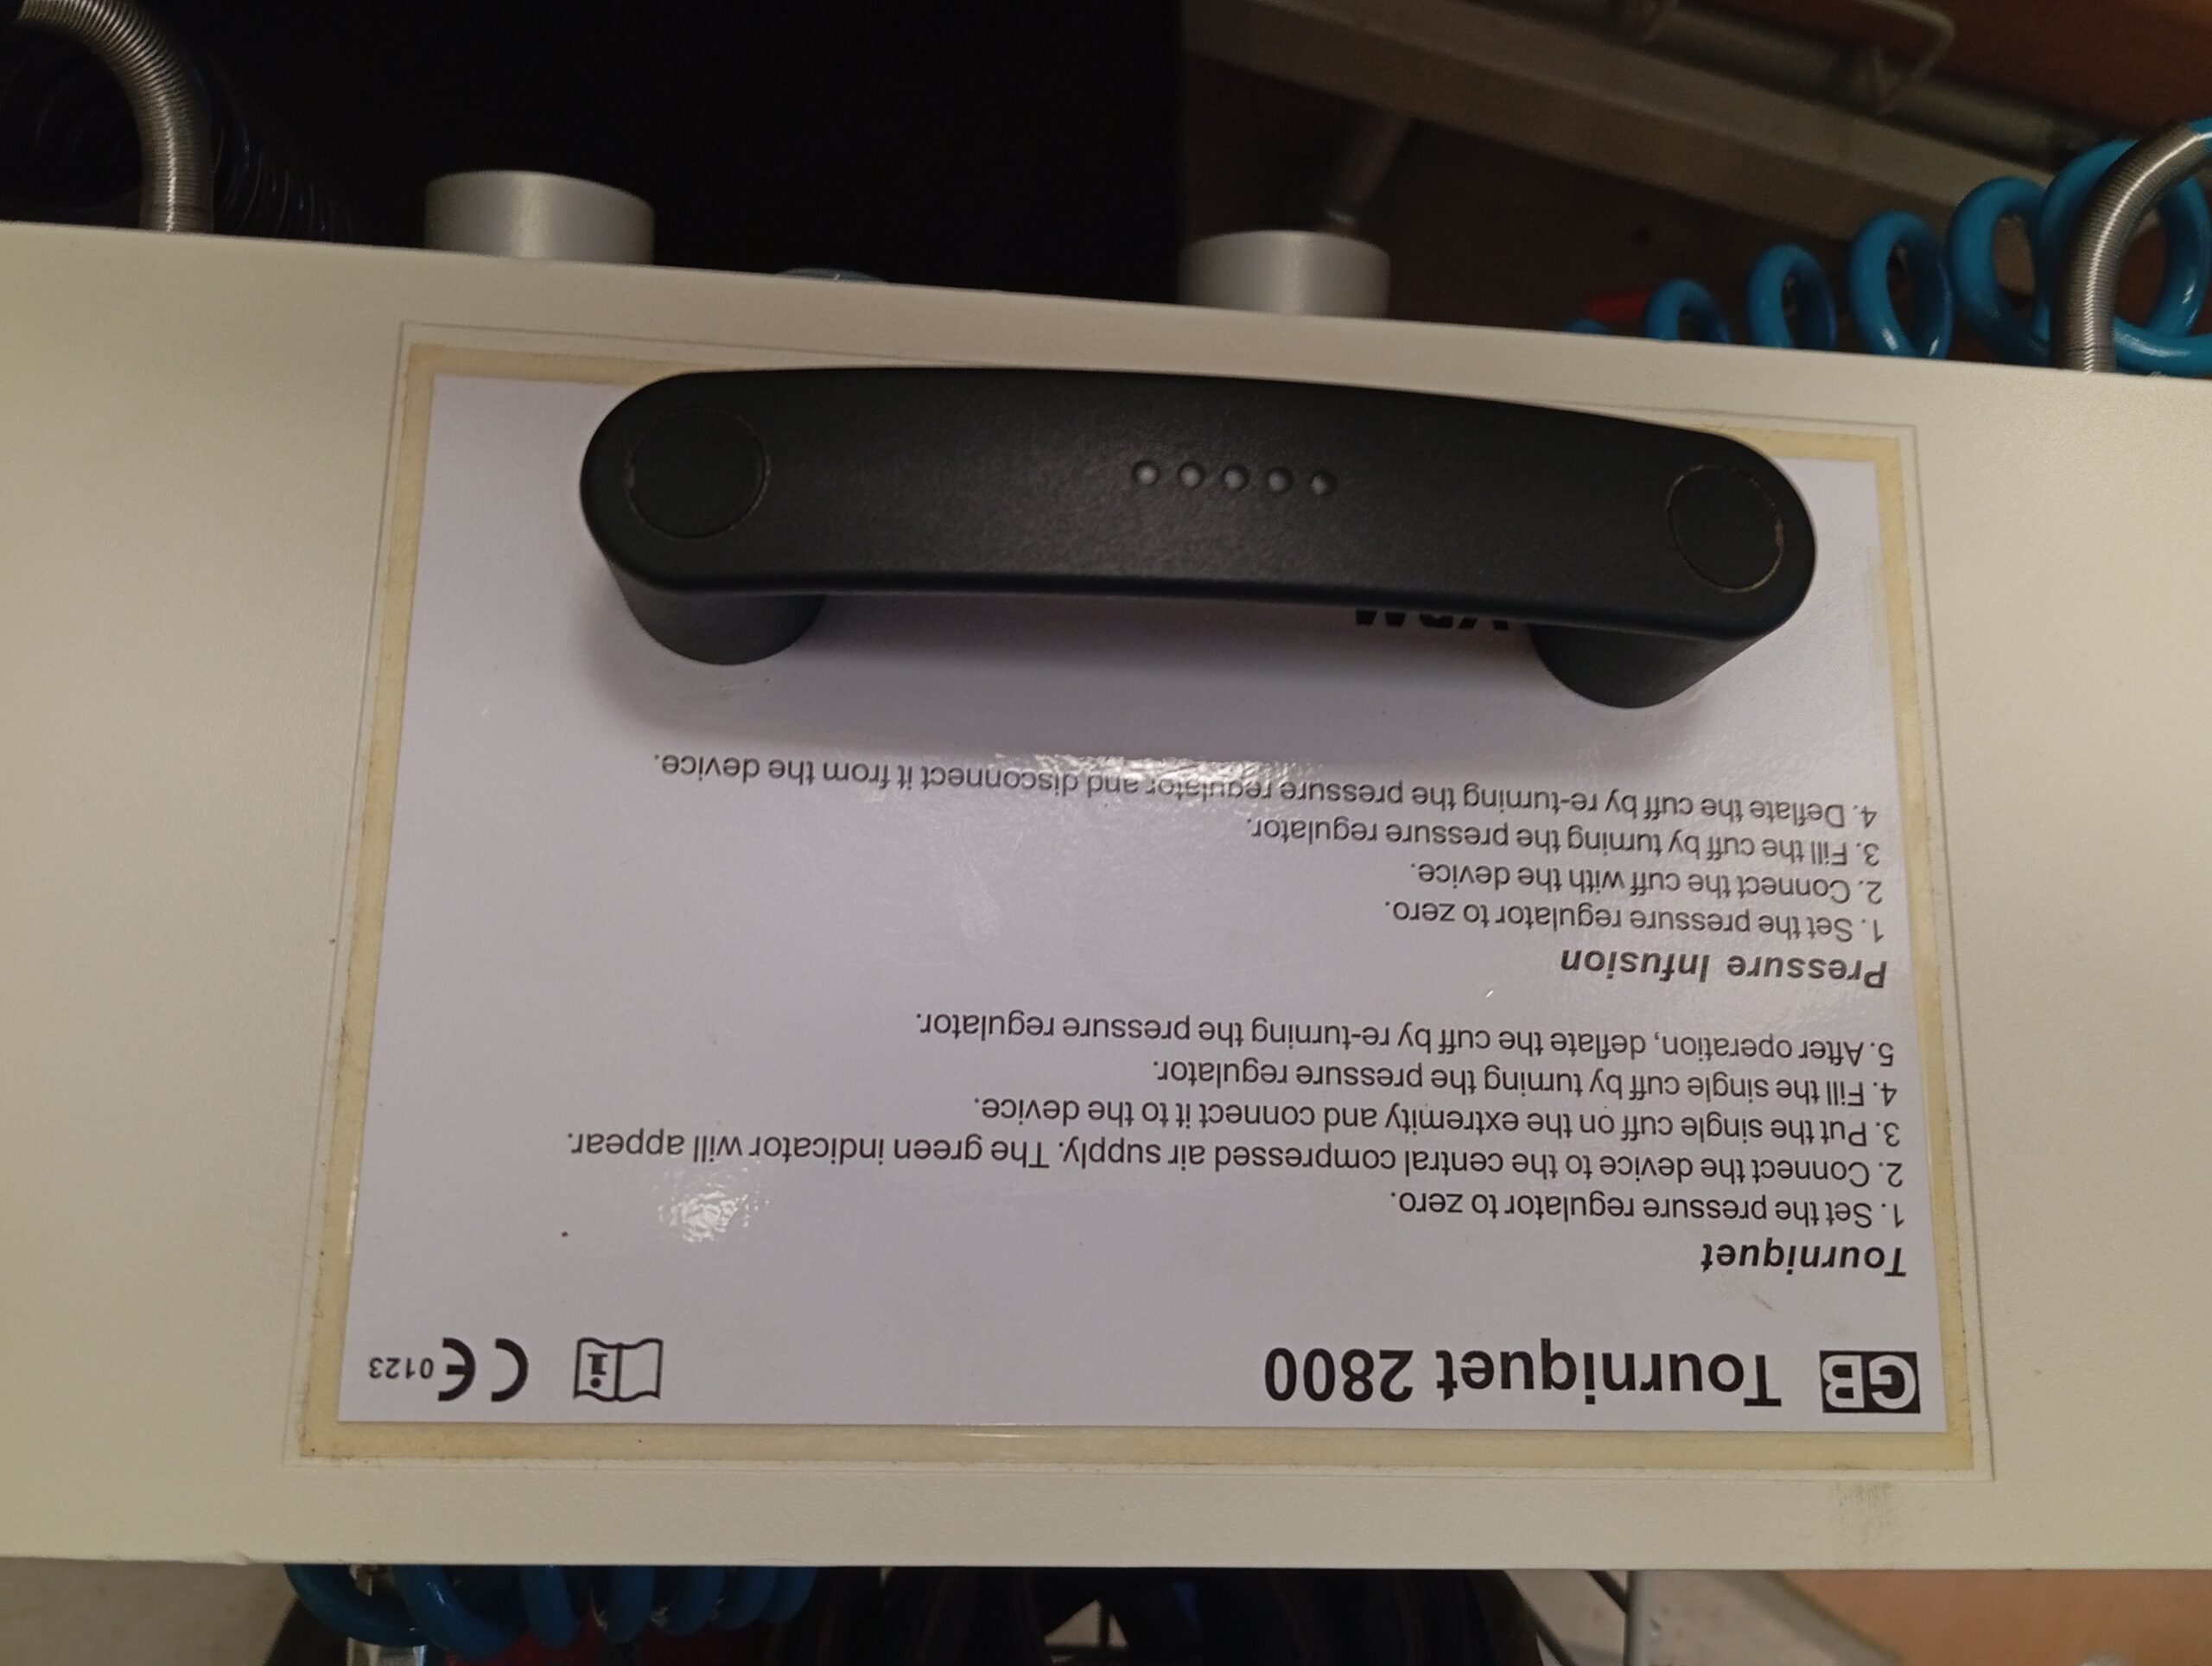 GB Tourniquet 2800
CE 0123
Tourniquet
1. Set the pressure regulator to zero.
2. Connect the device to the central compressed air supply. The green indicator will appear.
3. Put the single cuff on the extremity and connect it to the device.
4. Fill the single cuff by turning the pressure regulator.
5. After operation, deflate the cuff by re-turning the pressure regulator.
Pressure Infusion
1. Set the pressure regulator to zero.
2. Connect the cuff with the device.
3. Fill the cuff by turning the pressure regulator.
4. Deflate the cuff by re-turning the pressure regulator and disconnect it from the device.